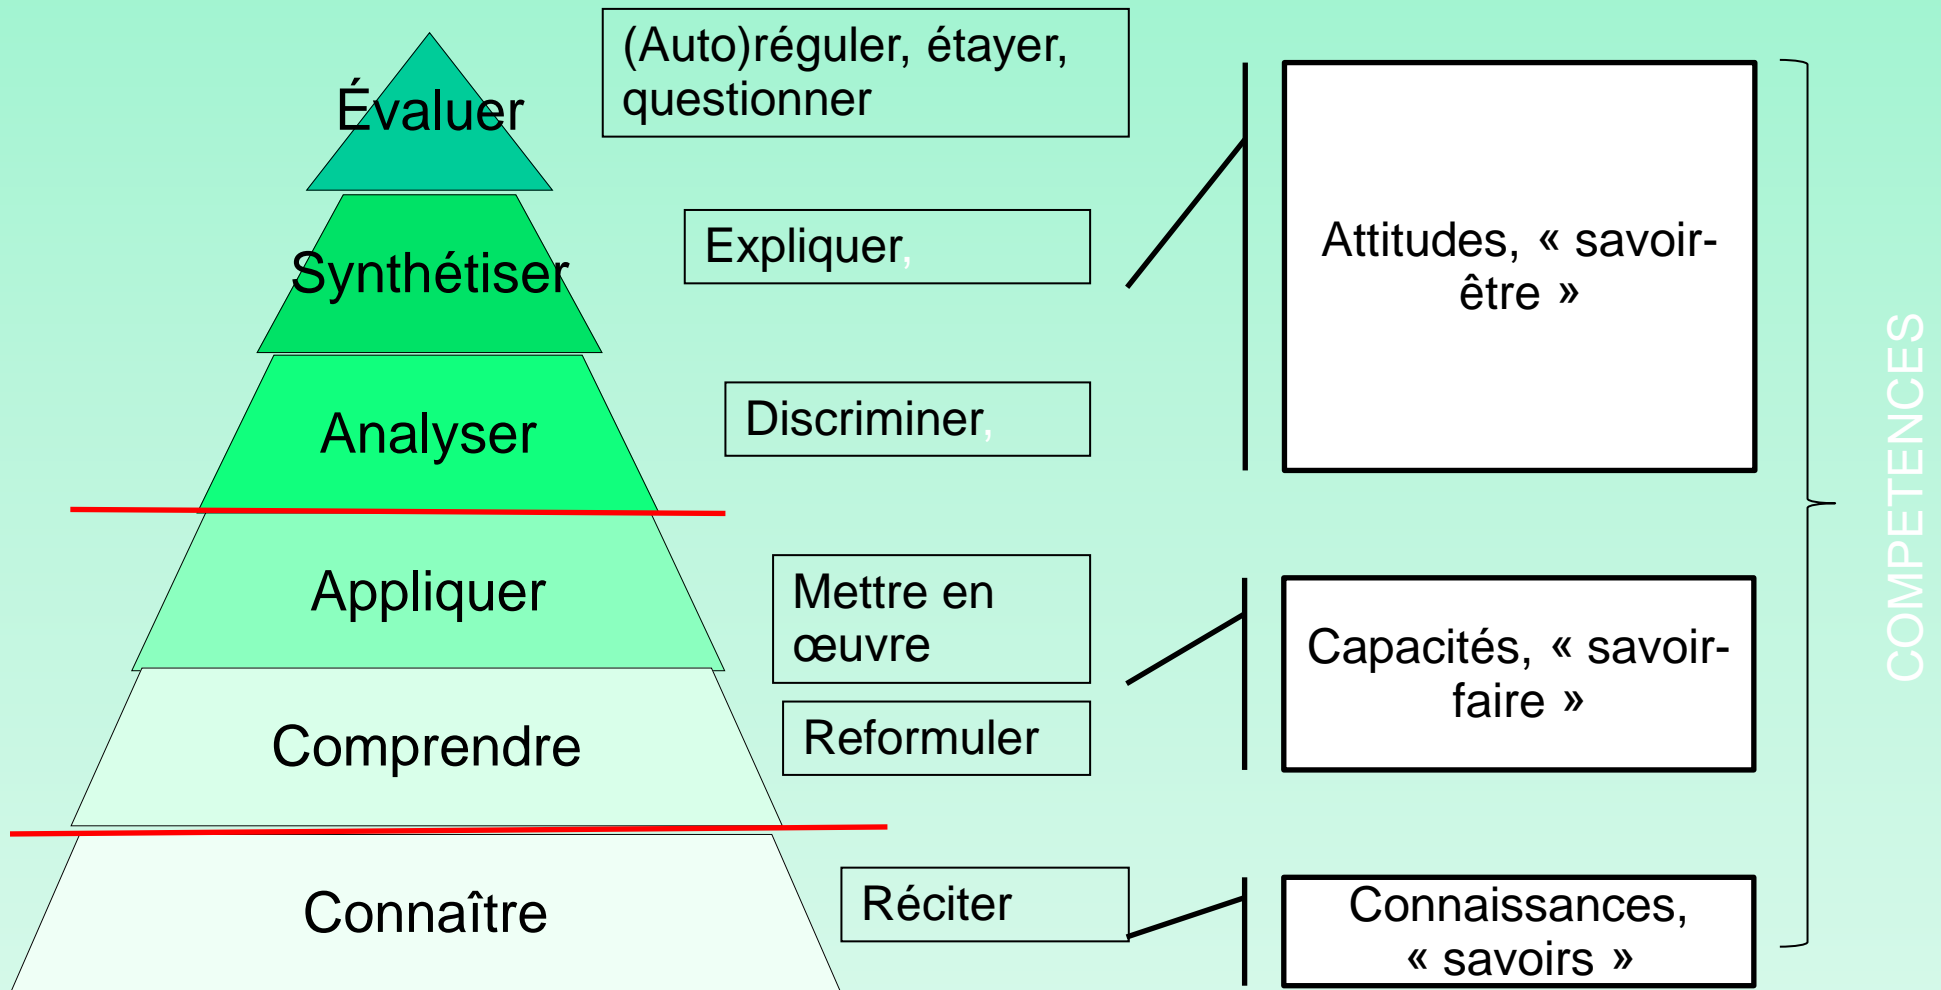 Évaluer
(Auto)réguler, étayer,
questionner
Synthétiser
Expliquer,
Analyser
Discriminer,
Attitudes, « savoir-
être »
Appliquer
Mettre en
œuvre
Comprendre
Reformuler
Capacités, « savoir-
faire »
Connaître
Réciter
Connaissances,
« savoirs »
COMPETENCES